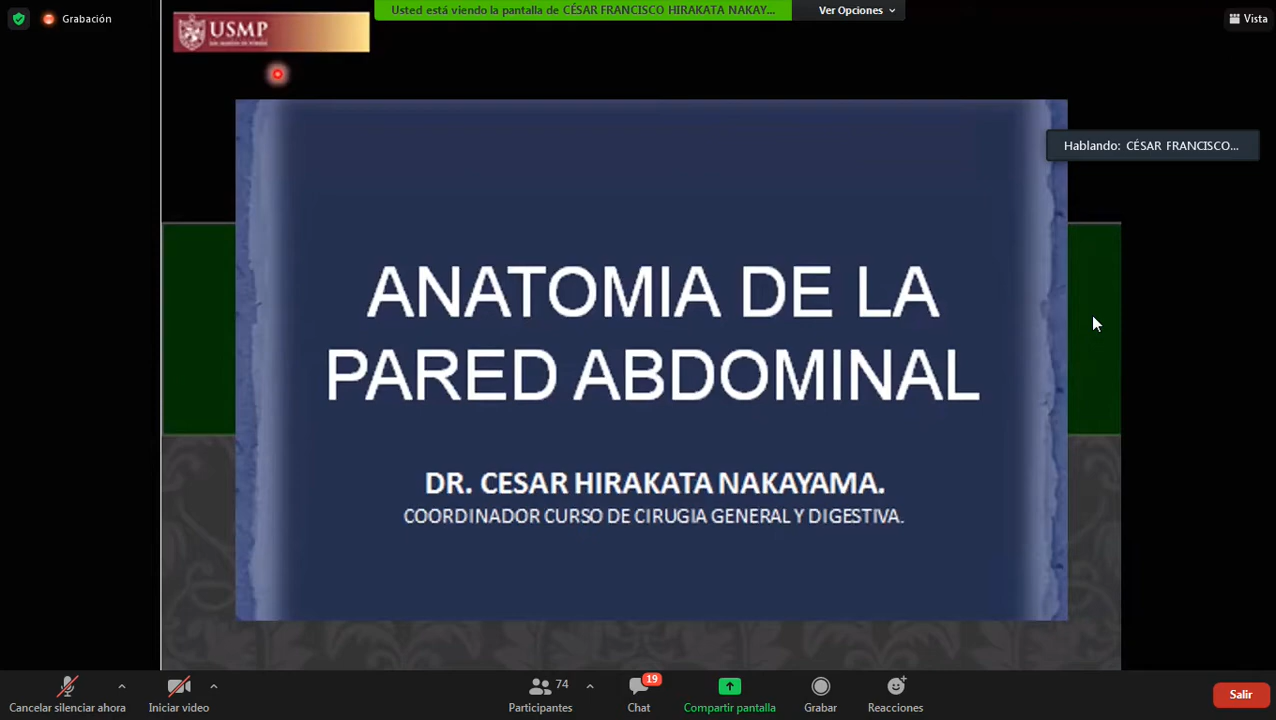 Grabación
USMP
Usted está viendo la pantalla de CÉSAR FRANCISCO HIRAKATA NAKAY...
Ver Opciones
Vista
Hablando: CÉSAR FRANCISCO...
ANATOMIA DE LA
PARED ABDOMINAL
DR. CESAR HIRAKATA NAKAYAMA.
COORDINADOR CURSO DE CIRUGIA GENERAL Y DIGESTIVA.
74
19
Cancelar silenciar ahora
Iniciar video
Participantes
Chat
Compartir pantalla
Grabar
Reacciones
Salir